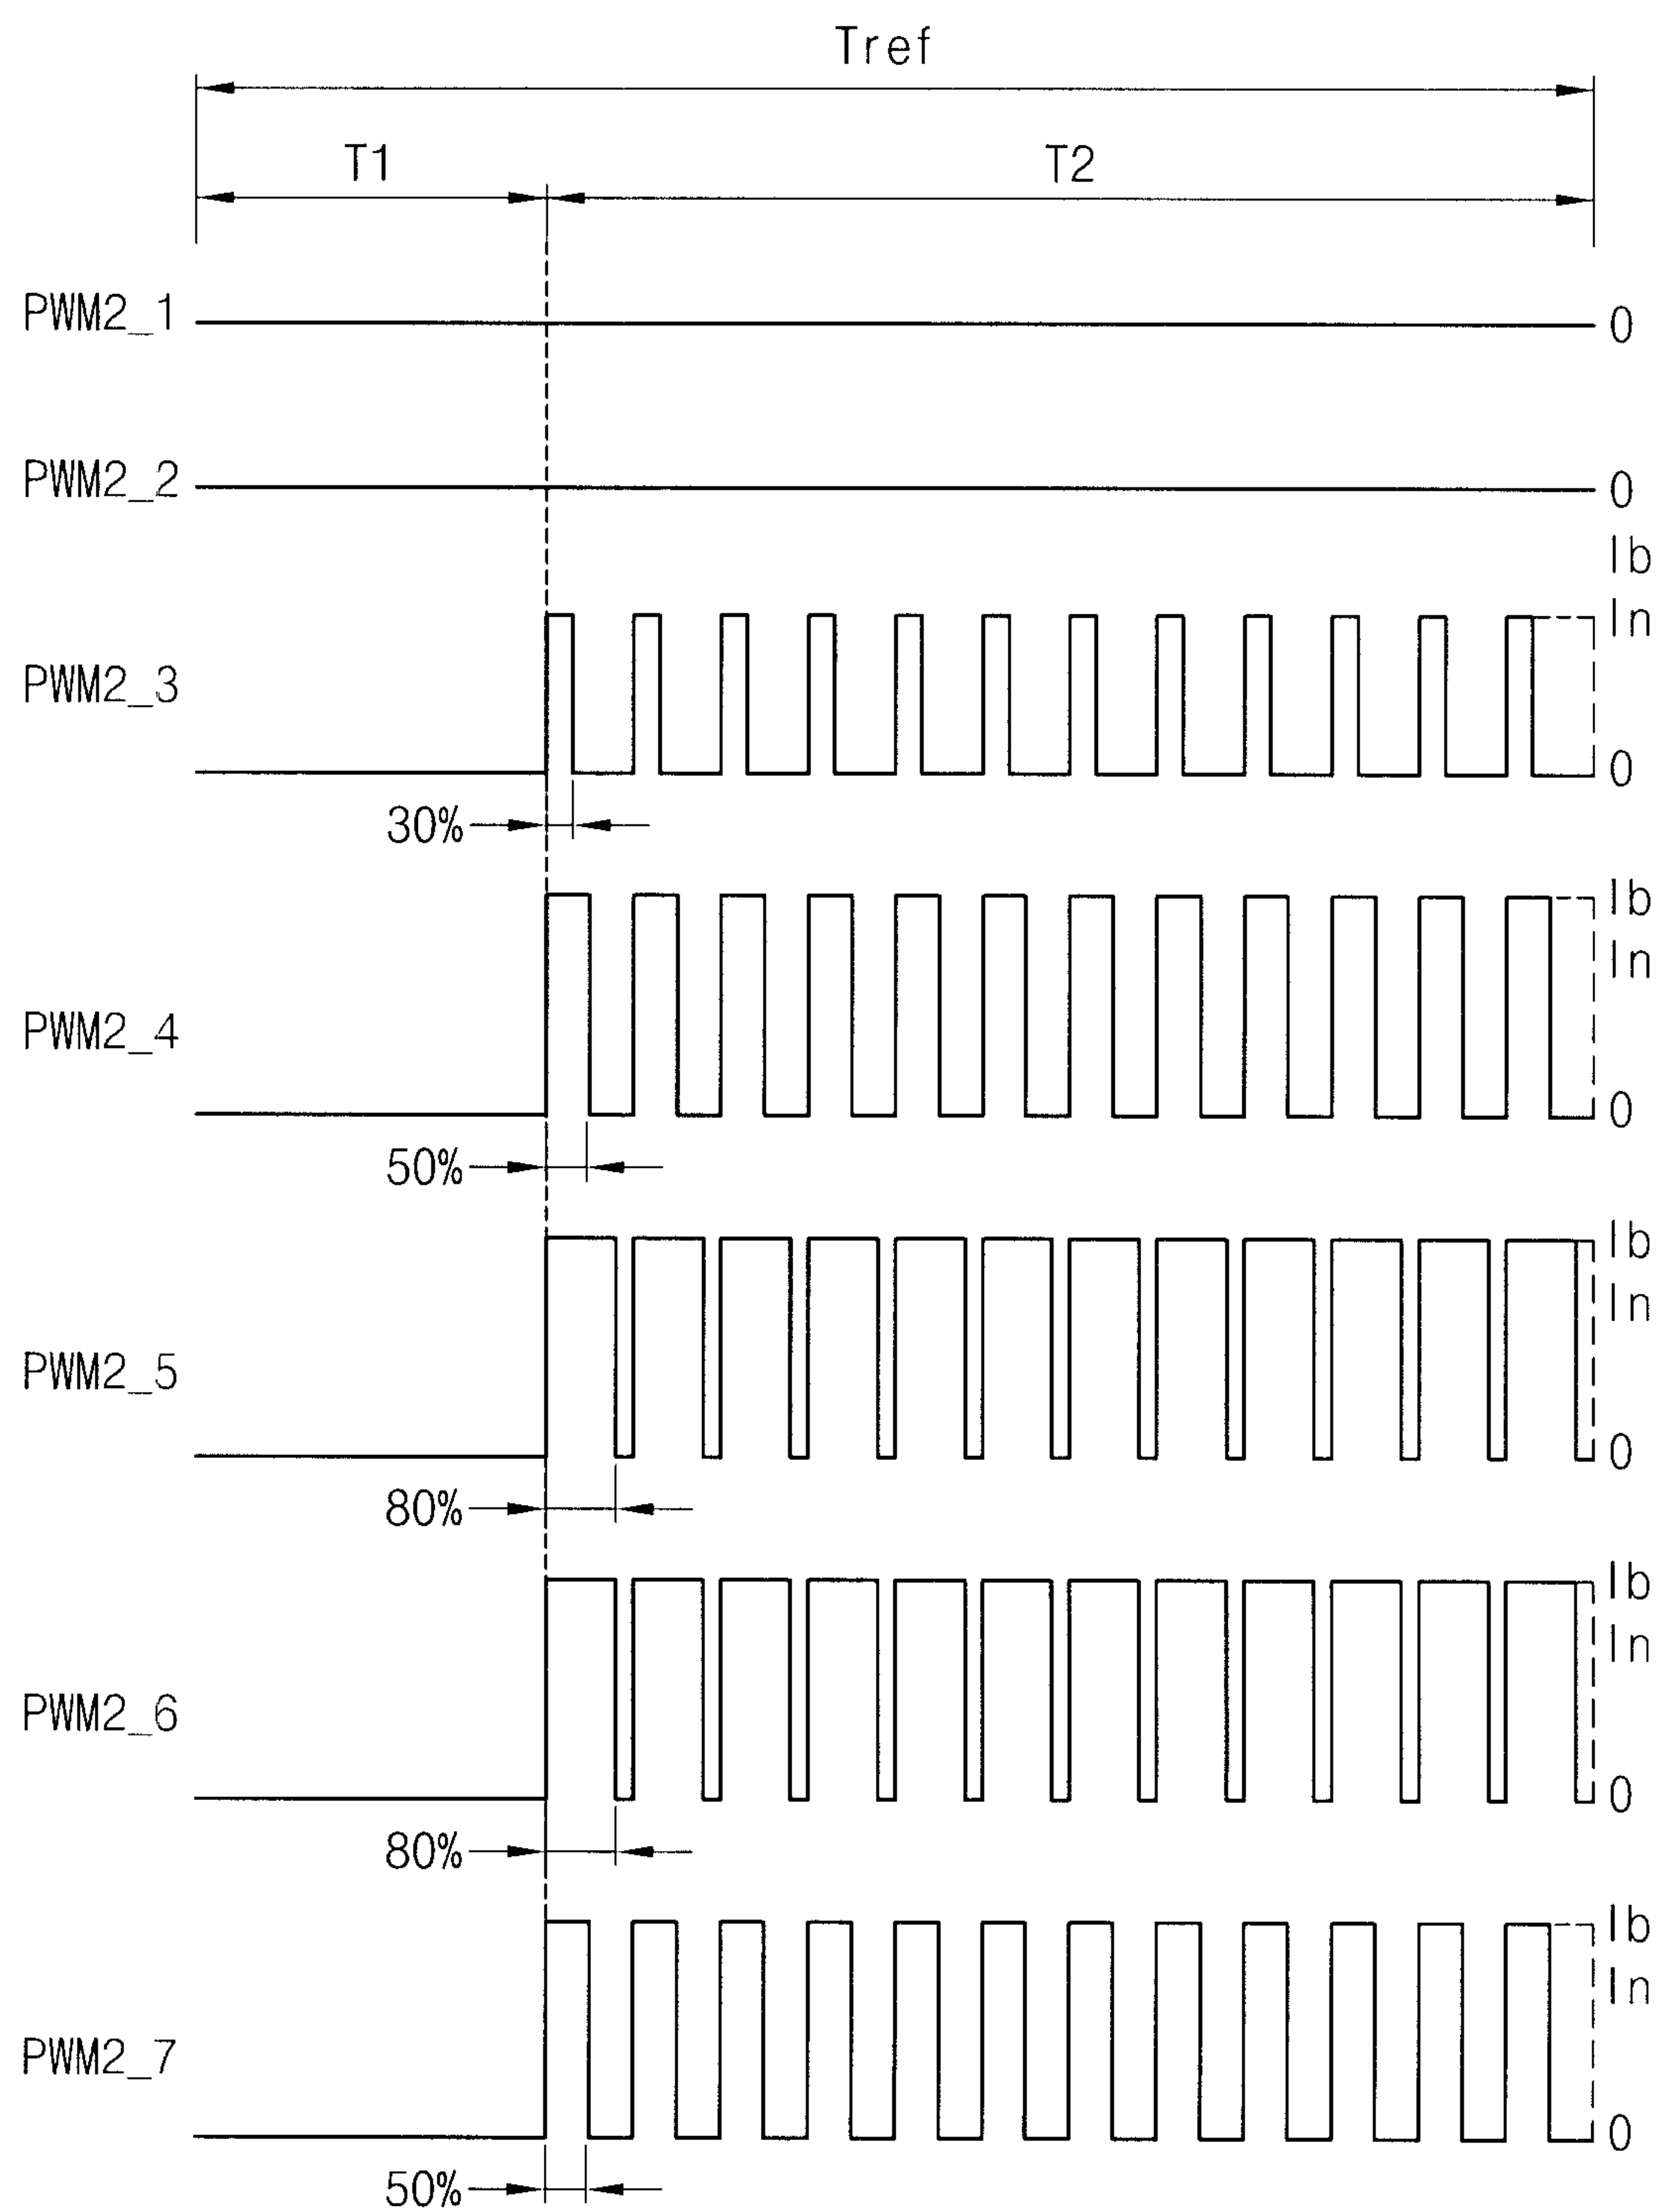 Tref
T1 T2
PWM2_1 0
PWM2_2 0
Ib
In
PWM2_3
0
30%
Ib
In
PWM2_4
0
50%
Ib
In
PWM2_5
0
80%
Ib
In
PWM2_6
0
80%
Ib
In
PWM2_7
0
50%